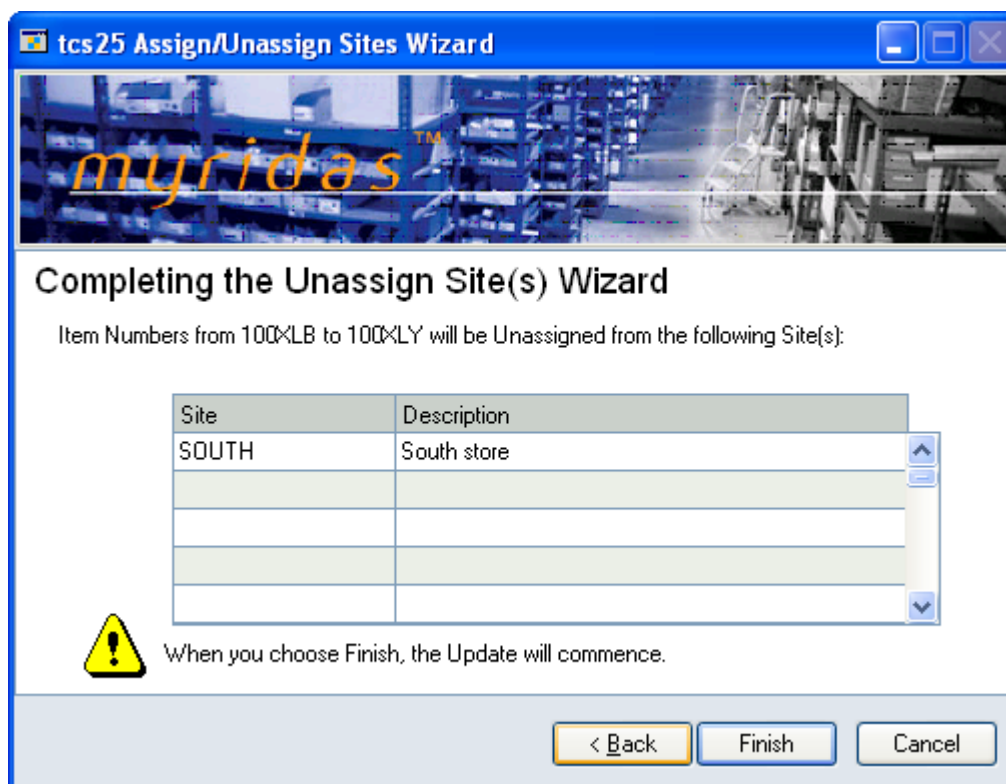 tcs25 Assign/Unassign Sites Wizard
myridas™
Completing the Unassign Site(s) Wizard
Item Numbers from 100XLB to 100XLY will be Unassigned from the following Site(s):
Site Description
SOUTH South store
When you choose Finish, the Update will commence.
< Back Finish Cancel